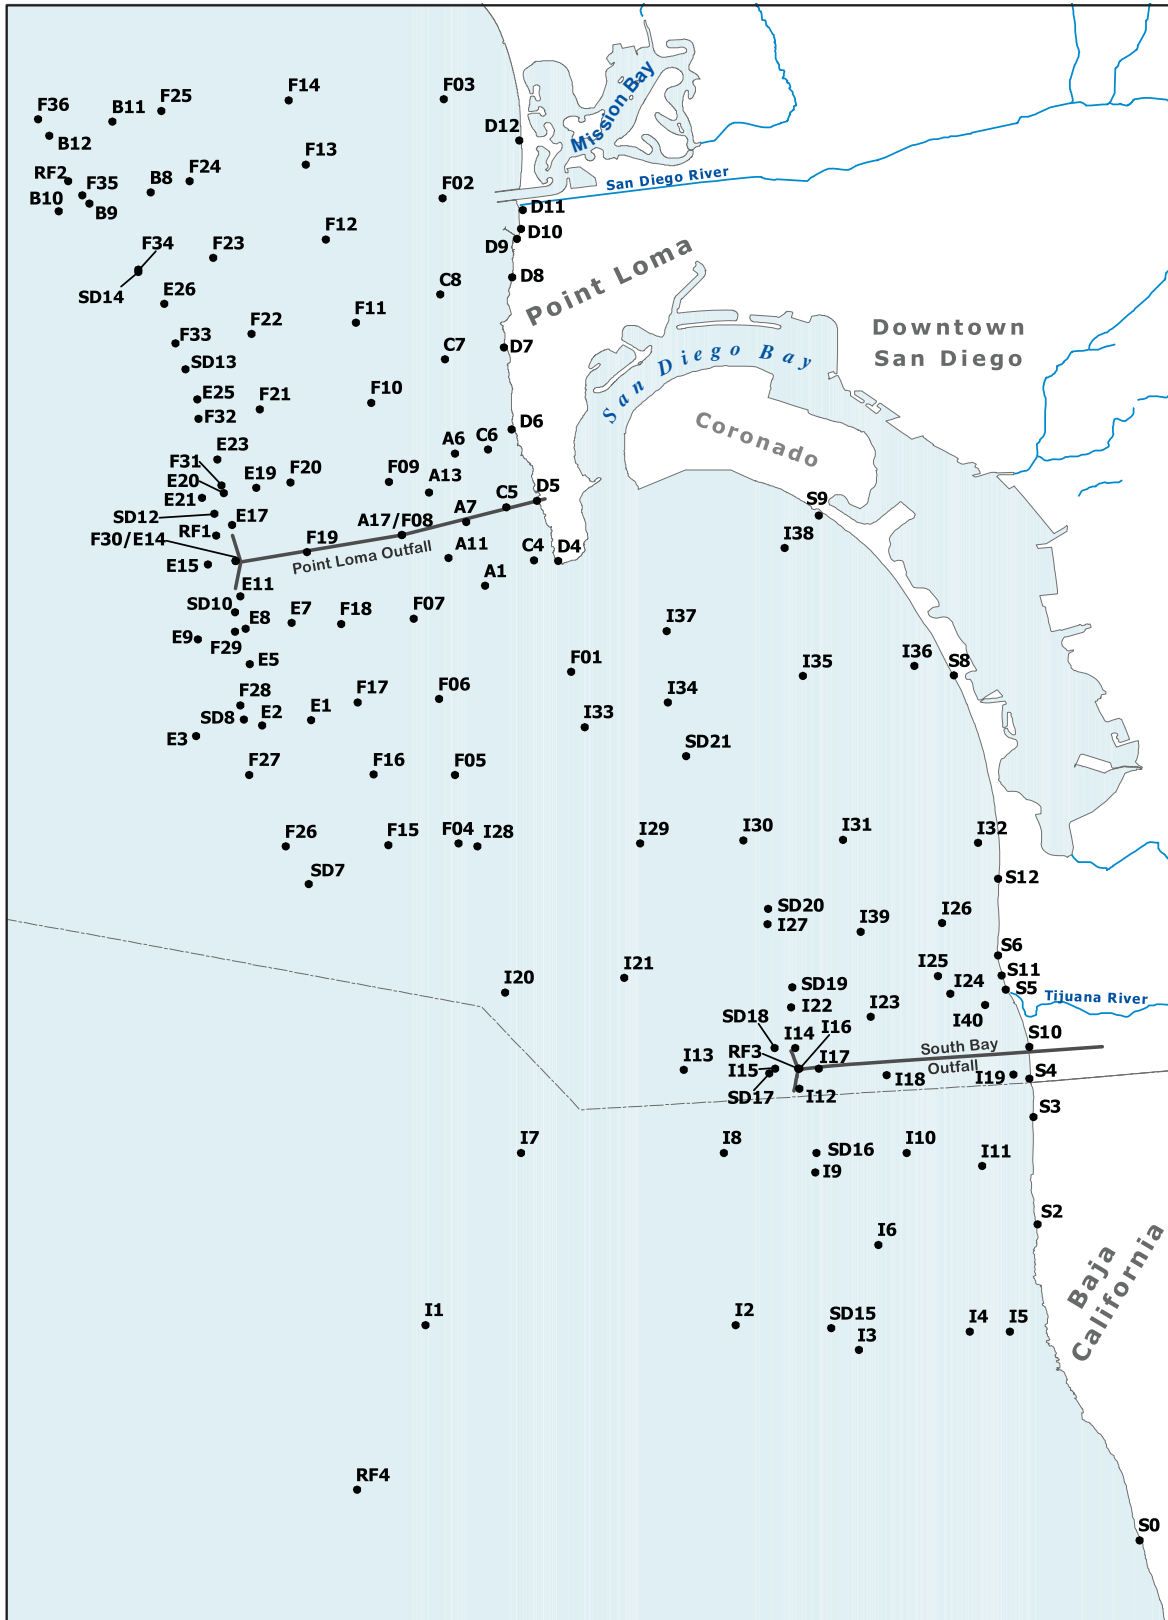 F03
F14
F25
B11
F36
B12
D12
Mission Bay
F13
F24
B8
RF2
F35
B10
B9
F02
San Diego River
D11
D10
D9
F12
F23
F34
SD14
E26
C8
D8
Point Loma
F11
F22
F33
C7
D7
San Diego Bay
Downtown
San Diego
SD13
E25
F21
F32
F10
D6
Coronado
E23
A6
C6
F31
E20
E19
F20
F09
A13
E21
C5
D5
S9
SD12
E17
A7
A17/F08
RF1
F30/E14
F19
Point Loma Outfall
A11
C4
D4
I38
E15
E11
A1
SD10
E8
E7
F18
F07
I37
E9
F29
E5
F01
I35
I36
S8
F28
SD8
E2
E1
F17
F06
I34
I33
E3
SD21
F27
F16
F05
F26
F15
F04
I28
I29
I30
I31
I32
SD7
S12
SD20
I27
I39
I26
S6
I21
I25
S11
I20
SD19
I24
S5
Tijuana River
I22
I23
I40
SD18
I14
I16
S10
South Bay
Outfall
RF3
I13
I15
I17
I18
I19
S4
SD17
I12
S3
I7
I8
SD16
I10
I11
I9
S2
I6
Baja
California
I1
I2
SD15
I3
I4
I5
RF4
S0